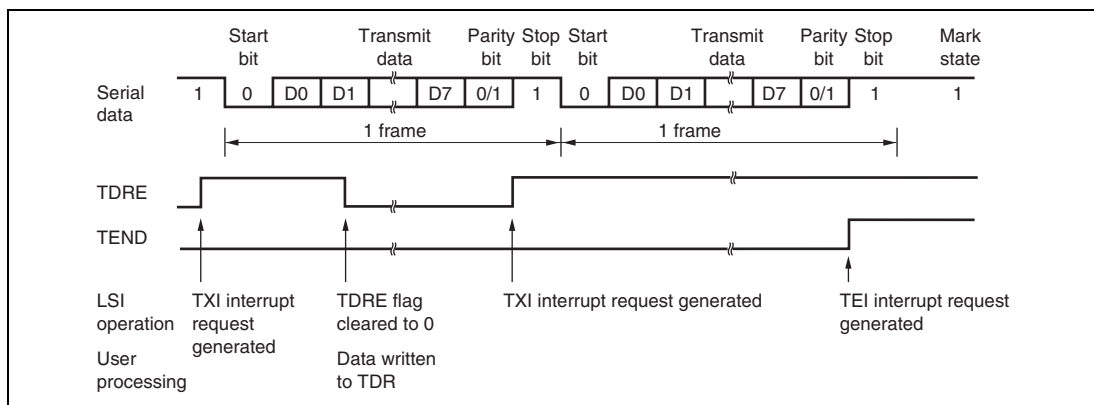 Start bit
Transmit data
Parity bit
Stop bit
Start bit
Transmit data
Parity bit
Stop bit
Mark state
Serial data
1 0 D0 D1 D7 0/1 1 0 D0 D1 D7 0/1 1 1
1 frame
1 frame
TDRE
TEND
LSI operation
TXI interrupt request generated
TDRE flag cleared to 0
TXI interrupt request generated
TEI interrupt request generated
User processing
Data written to TDR